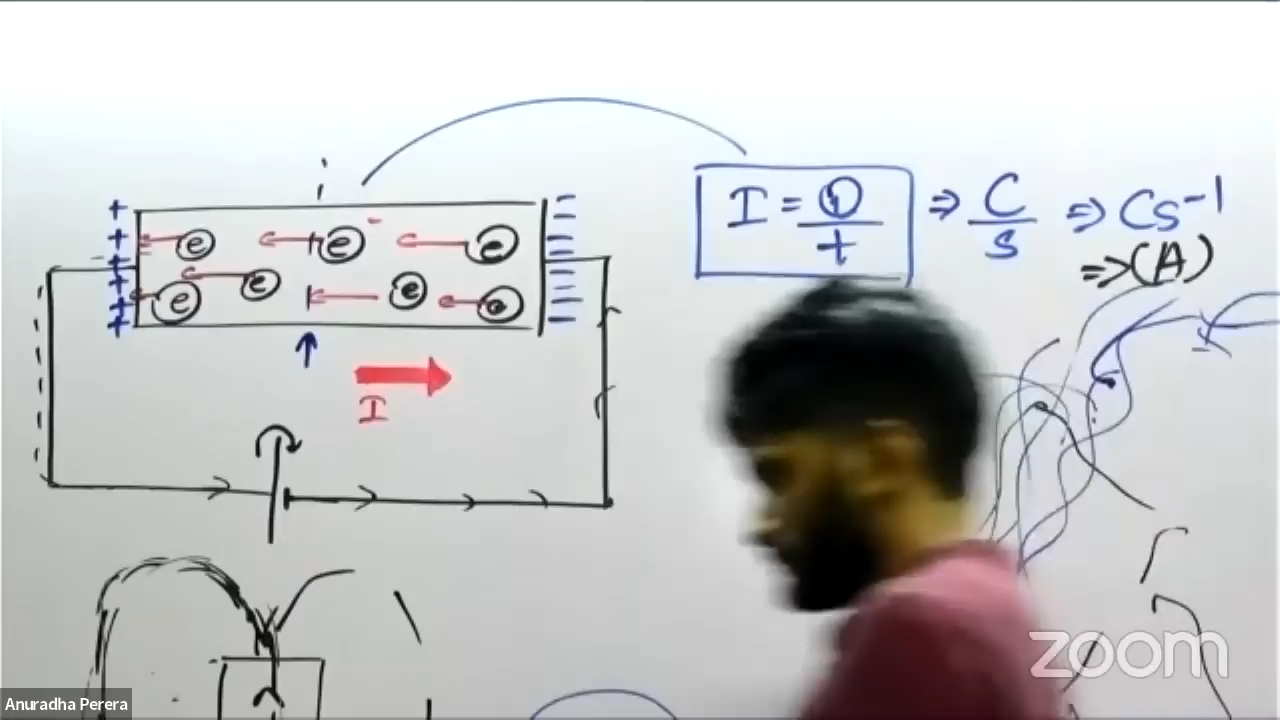 I = Q/t ⇒ C/s ⇒ Cs⁻¹
⇒ (A)
+ −
+ e e⁻ e −
+ −
+ e e e e −
+ −
I
zoom
Anuradha Perera